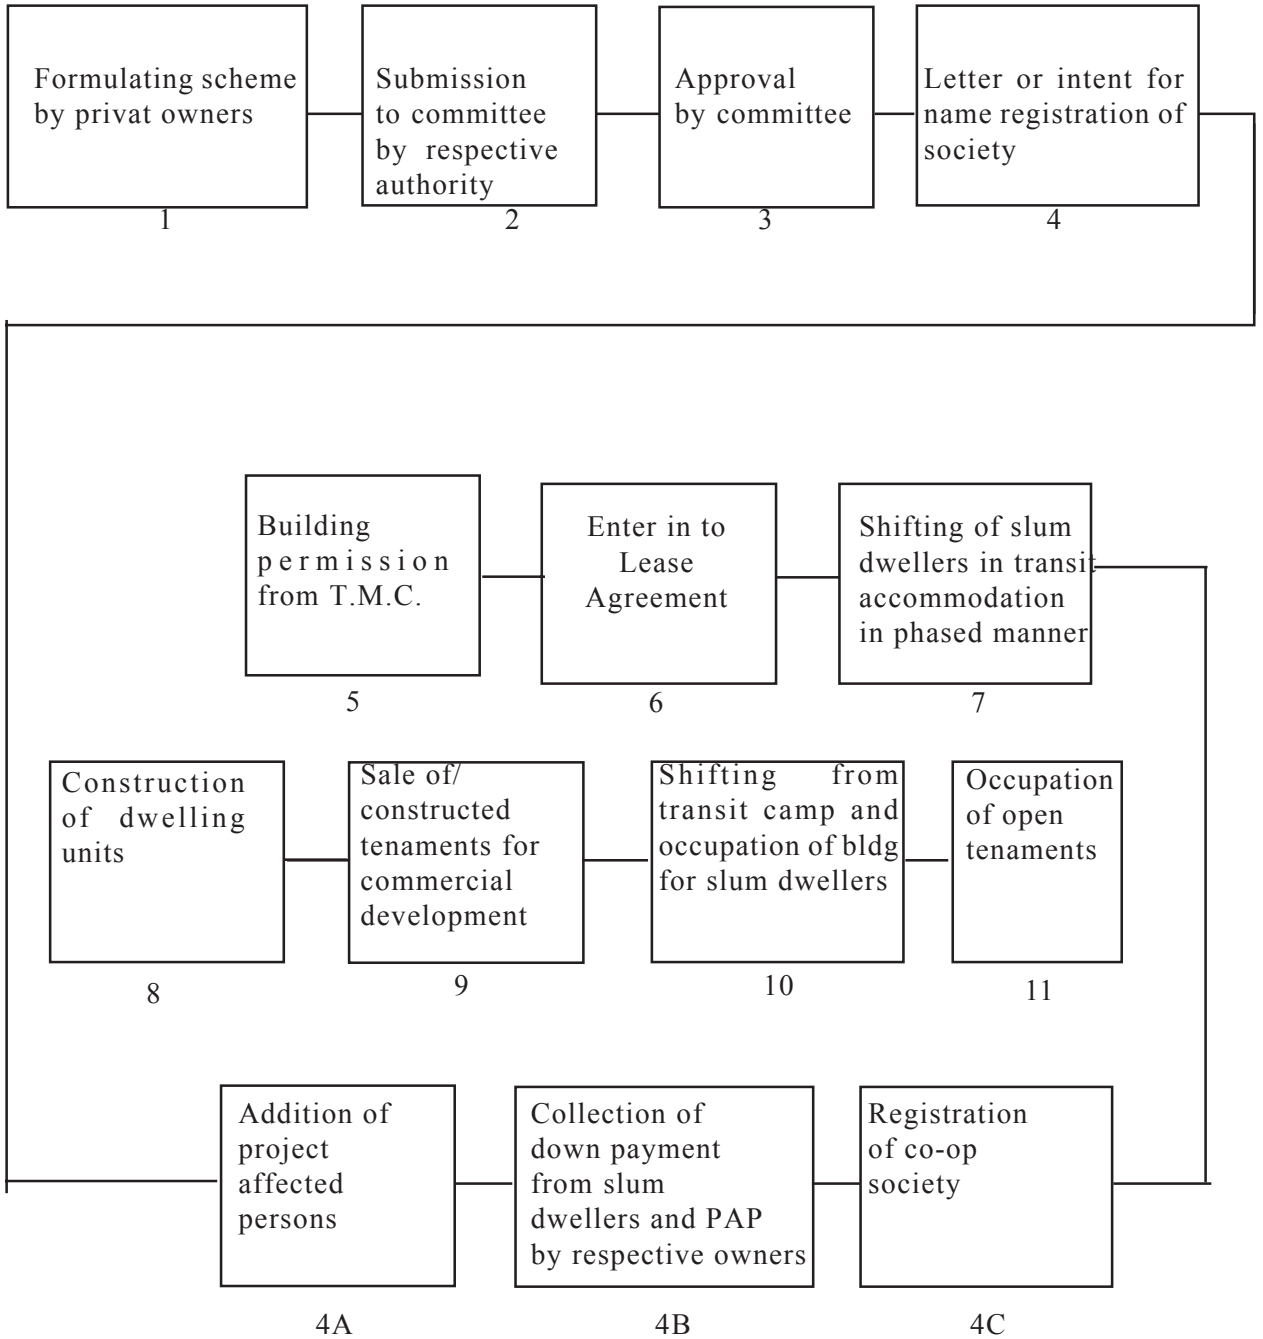 Formulating scheme
by privat owners
1
Submission
to committee
by respective
authority
2
Approval
by committee
3
Letter or intent for
name registration of
society
4
Building
permission
from T.M.C.
5
Enter in to
Lease
Agreement
6
Shifting of slum
dwellers in transit
accommodation
in phased manner
7
Construction
of dwelling
units
8
Sale of/
constructed
tenaments for
commercial
development
9
Shifting from
transit camp and
occupation of bldg
for slum dwellers
10
Occupation
of open
tenaments
11
Addition of
project
affected
persons
4A
Collection of
down payment
from slum
dwellers and PAP
by respective owners
4B
Registration
of co-op
society
4C